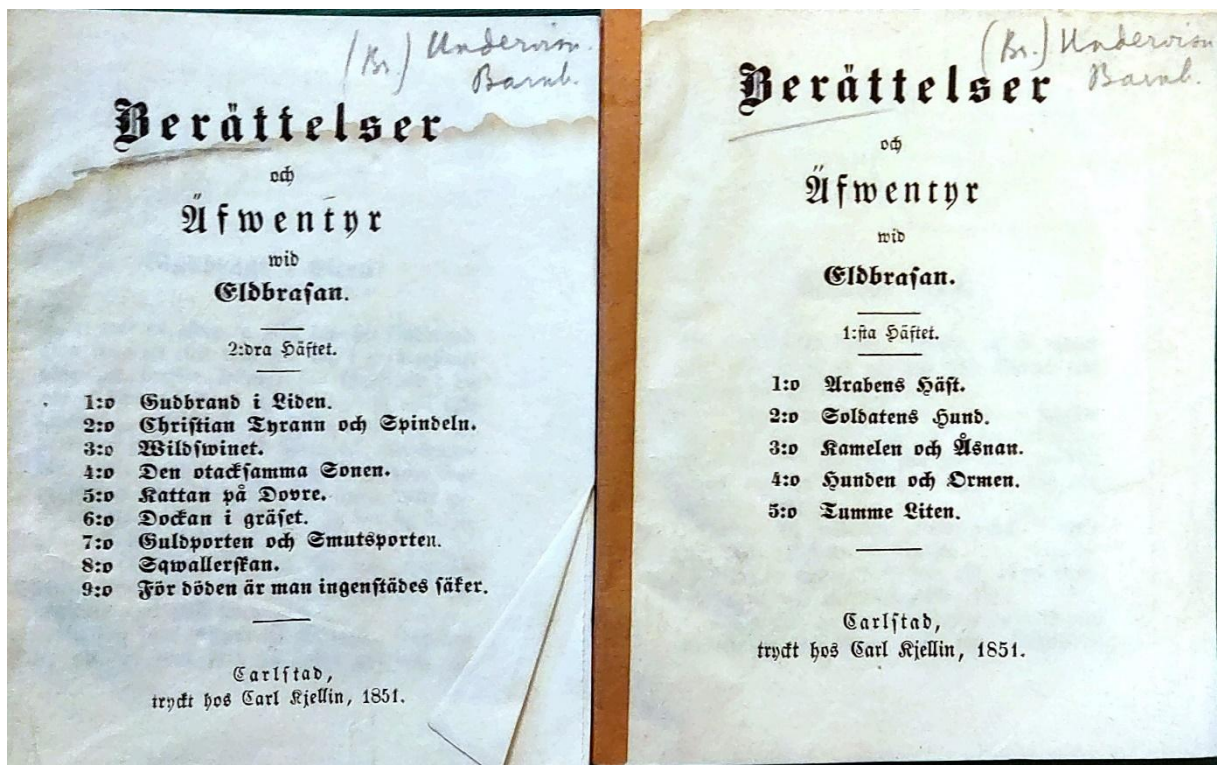 (Br.) Undervisn.
Barnb.
Berättelser
och
Äfwentyr
wid
Eldbrasan.
2:dra Häftet.
1:o Gudbrand i Liden.
2:o Christian Tyrann och Spindeln.
3:o Wildswinet.
4:o Den otacksamma Sonen.
5:o Kattan på Dovre.
6:o Dockan i gräset.
7:o Guldporten och Smutsporten.
8:o Sqwallerskan.
9:o För döden är man ingenstädes säker.
Carlstad,
tryckt hos Carl Kjellin, 1851.
(Br.) Undervisn
Barnb.
Berättelser
och
Äfwentyr
wid
Eldbrasan.
1:sta Häftet.
1:o Arabens Häst.
2:o Soldatens Hund.
3:o Kamelen och Åsnan.
4:o Hunden och Ormen.
5:o Tumme Liten.
Carlstad,
tryckt hos Carl Kjellin, 1851.